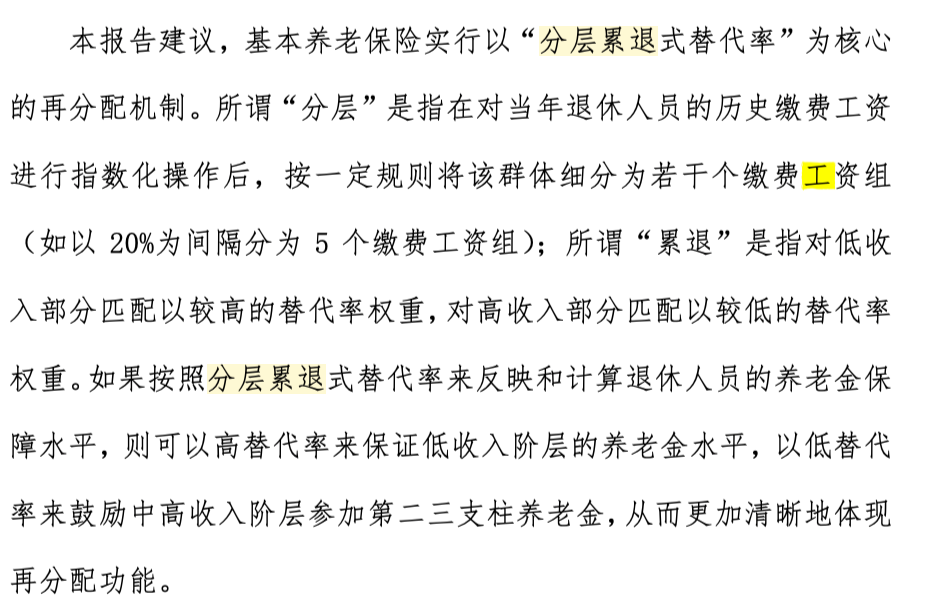 本报告建议，基本养老保险实行以“分层累退式替代率”为核心
的再分配机制。所谓“分层”是指在对当年退休人员的历史缴费工资
进行指数化操作后，按一定规则将该群体细分为若干个缴费工资组
（如以 20%为间隔分为 5 个缴费工资组）；所谓“累退”是指对低收
入部分匹配以较高的替代率权重，对高收入部分匹配以较低的替代率
权重。如果按照分层累退式替代率来反映和计算退休人员的养老金保
障水平，则可以高替代率来保证低收入阶层的养老金水平，以低替代
率来鼓励中高收入阶层参加第二三支柱养老金，从而更加清晰地体现
再分配功能。